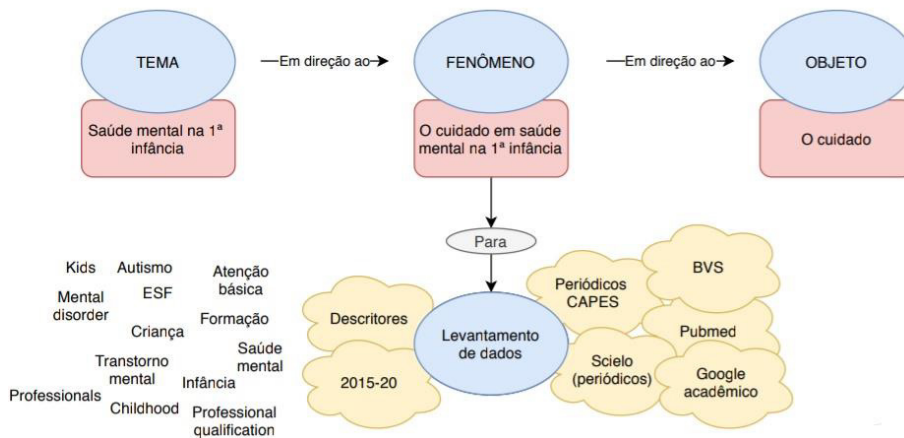 TEMA
Em direção ao
FENÔMENO
Em direção ao
OBJETO
Saúde mental na 1ª
infância
O cuidado em saúde
mental na 1ª infância
O cuidado
Para
Kids
Autismo
Atenção
básica
Mental
disorder
ESF
Formação
Criança
Saúde
mental
Transtorno
mental
Infância
Professionals
Childhood
Professional
qualification
Descritores
2015-20
Levantamento
de dados
Periódicos
CAPES
BVS
Pubmed
Scielo
(periódicos)
Google
acadêmico